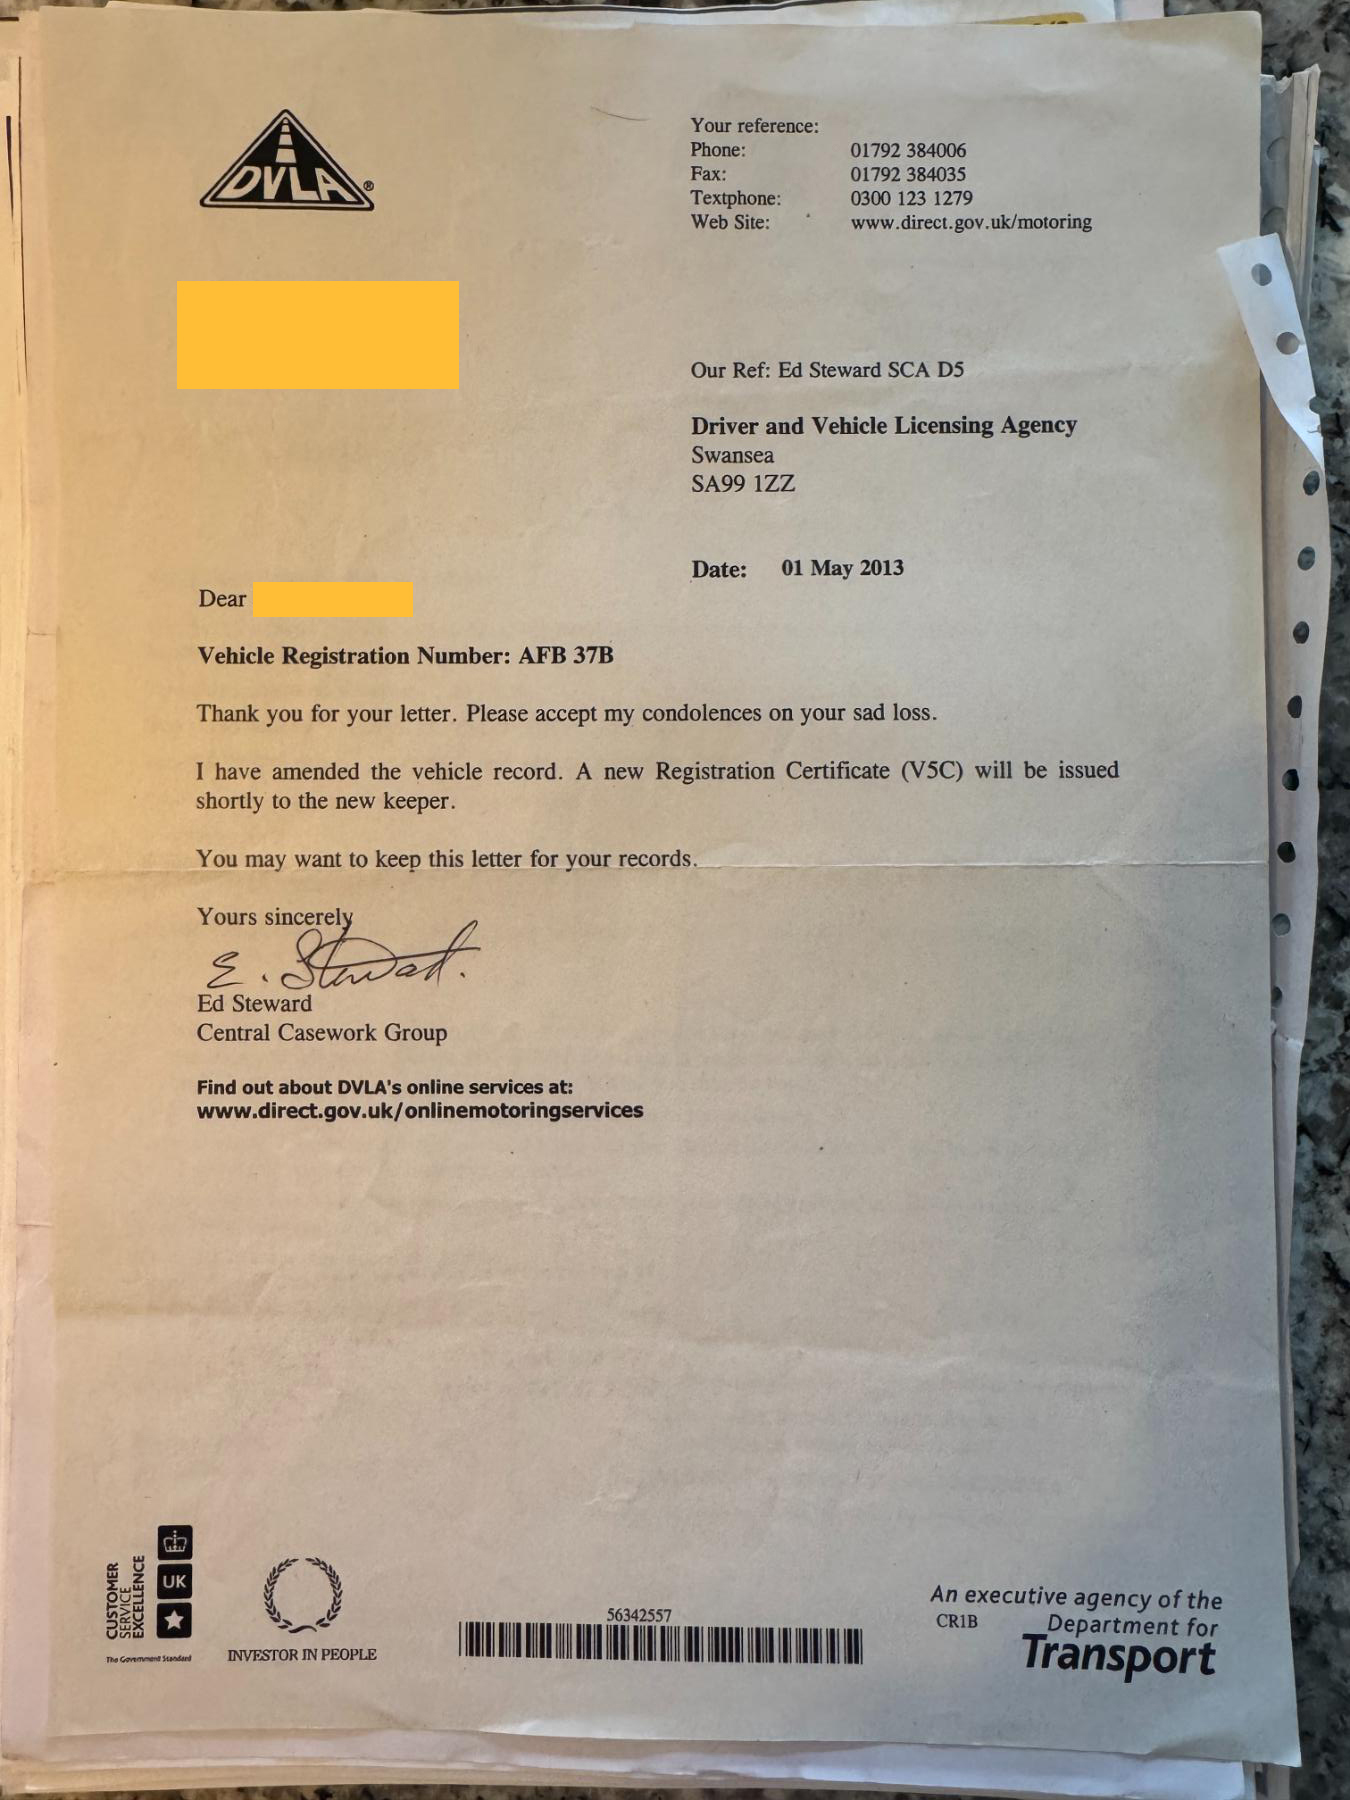 DVLA®
Your reference:
Phone: 01792 384006
Fax: 01792 384035
Textphone: 0300 123 1279
Web Site: www.direct.gov.uk/motoring
Our Ref: Ed Steward SCA D5
Driver and Vehicle Licensing Agency
Swansea
SA99 1ZZ
Date: 01 May 2013
Dear
Vehicle Registration Number: AFB 37B
Thank you for your letter. Please accept my condolences on your sad loss.
I have amended the vehicle record. A new Registration Certificate (V5C) will be issued
shortly to the new keeper.
You may want to keep this letter for your records.
Yours sincerely
E. Steward.
Ed Steward
Central Casework Group
Find out about DVLA's online services at:
www.direct.gov.uk/onlinemotoringservices
CUSTOMER
SERVICE
EXCELLENCE
UK
The Government Standard
INVESTOR IN PEOPLE
56342557
An executive agency of the
CR1B Department for
Transport